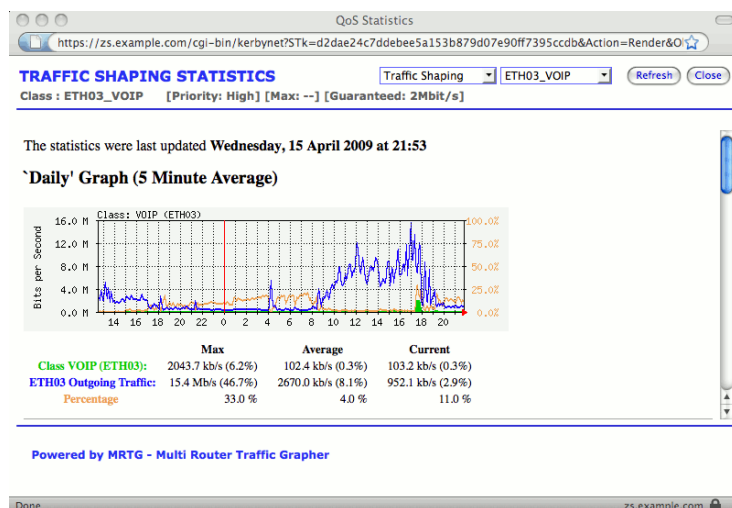 QoS Statistics
https://zs.example.com/cgi-bin/kerbynet?STk=d2dae24c7ddebee5a153b879d07e90ff7395ccdb&Action=Render&O
TRAFFIC SHAPING STATISTICS Traffic Shaping ETH03_VOIP Refresh Close
Class : ETH03_VOIP [Priority: High] [Max: --] [Guaranteed: 2Mbit/s]
The statistics were last updated Wednesday, 15 April 2009 at 21:53
`Daily' Graph (5 Minute Average)
Class: VOIP (ETH03)
16.0 M 100.0%
12.0 M 75.0%
8.0 M 50.0%
4.0 M 25.0%
0.0 M 0.0%
Bits per Second
14 16 18 20 22 0 2 4 6 8 10 12 14 16 18 20
Max Average Current
Class VOIP (ETH03): 2043.7 kb/s (6.2%) 102.4 kb/s (0.3%) 103.2 kb/s (0.3%)
ETH03 Outgoing Traffic: 15.4 Mb/s (46.7%) 2670.0 kb/s (8.1%) 952.1 kb/s (2.9%)
Percentage 33.0 % 4.0 % 11.0 %
Powered by MRTG - Multi Router Traffic Grapher
Done zs.example.com